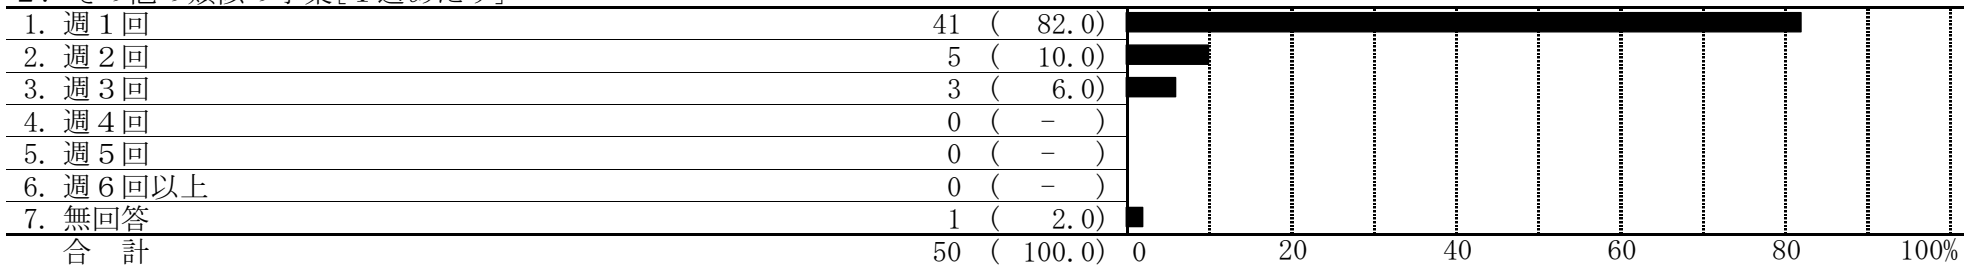 1. 週１回 41 ( 82.0)
2. 週２回 5 ( 10.0)
3. 週３回 3 ( 6.0)
4. 週４回 0 ( - )
5. 週５回 0 ( - )
6. 週６回以上 0 ( - )
7. 無回答 1 ( 2.0)
合 計 50 ( 100.0) 0 20 40 60 80 100%